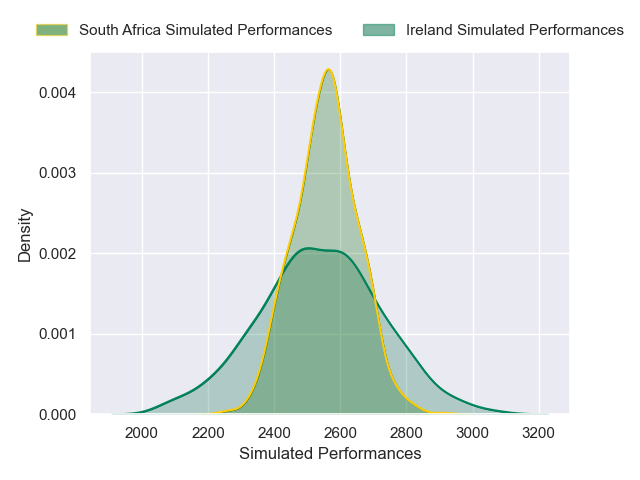 South Africa Simulated Performances Ireland Simulated Performances
0.004
0.003
0.002
0.001
0.000
Density
2000 2200 2400 2600 2800 3000 3200
Simulated Performances